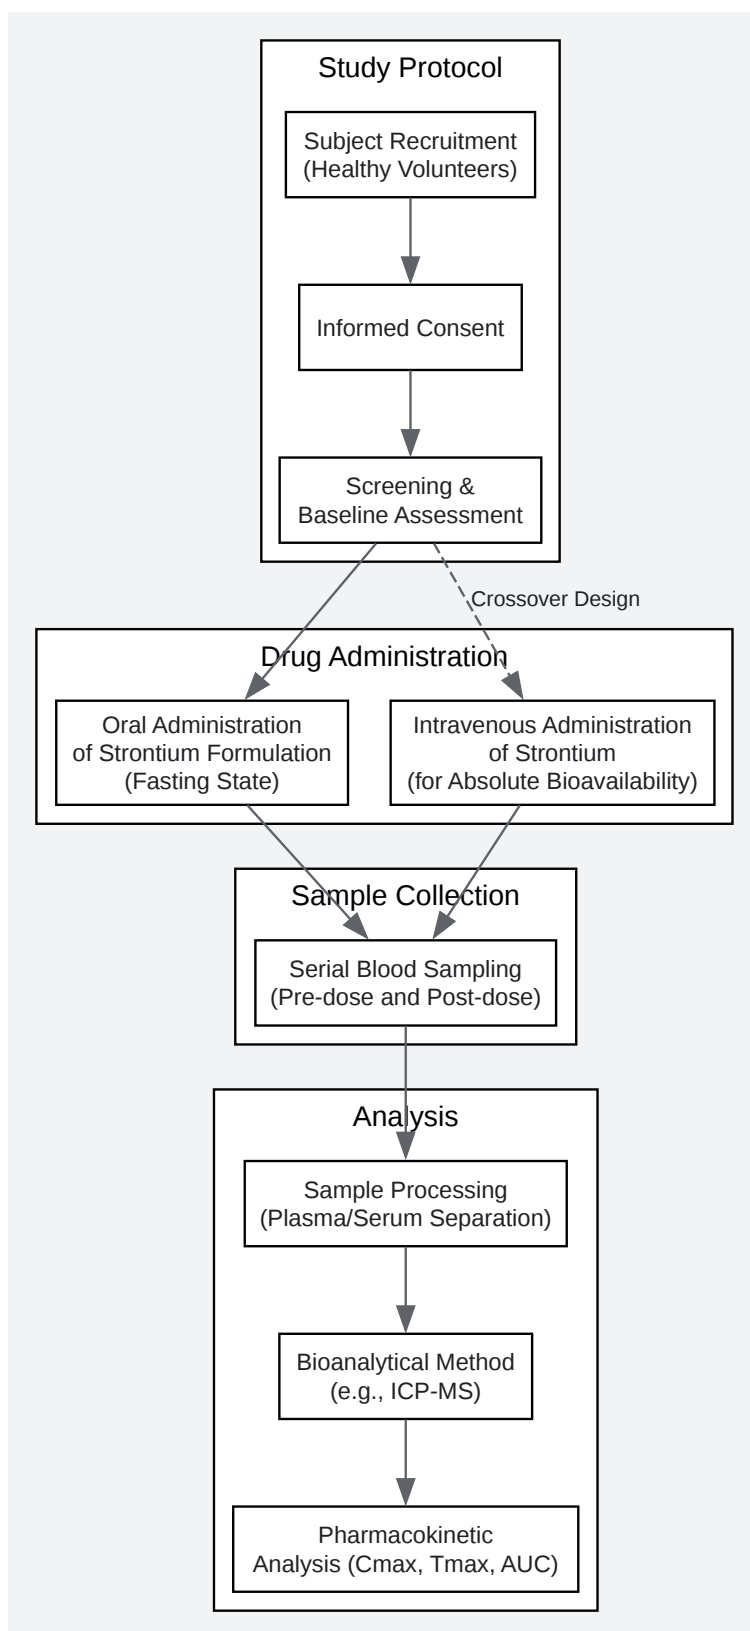 Study Protocol
Subject Recruitment
(Healthy Volunteers)
Informed Consent
Screening &
Baseline Assessment
Crossover Design
Drug Administration
Oral Administration
of Strontium Formulation
(Fasting State)
Intravenous Administration
of Strontium
(for Absolute Bioavailability)
Sample Collection
Serial Blood Sampling
(Pre-dose and Post-dose)
Analysis
Sample Processing
(Plasma/Serum Separation)
Bioanalytical Method
(e.g., ICP-MS)
Pharmacokinetic
Analysis (Cmax, Tmax, AUC)